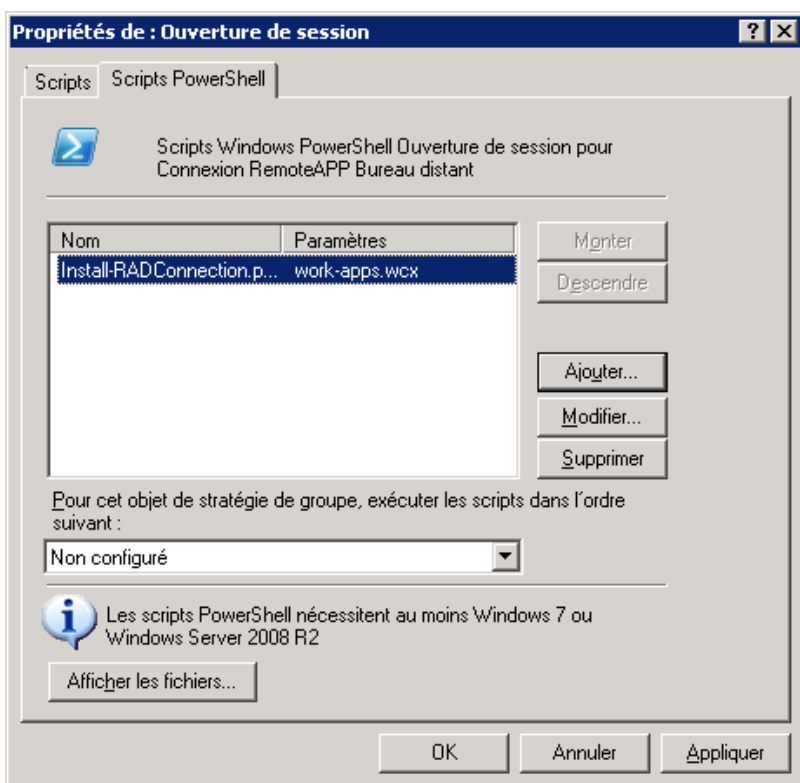 Propriétés de : Ouverture de session
Scripts
Scripts PowerShell
Scripts Windows PowerShell Ouverture de session pour
Connexion RemoteAPP Bureau distant
Nom
Paramètres
Install-RADConnection.p...
work-apps.wcx
Monter
Descendre
Ajouter...
Modifier...
Supprimer
Pour cet objet de stratégie de groupe, exécuter les scripts dans l'ordre
suivant :
Non configuré
Les scripts PowerShell nécessitent au moins Windows 7 ou
Windows Server 2008 R2
Afficher les fichiers...
OK
Annuler
Appliquer